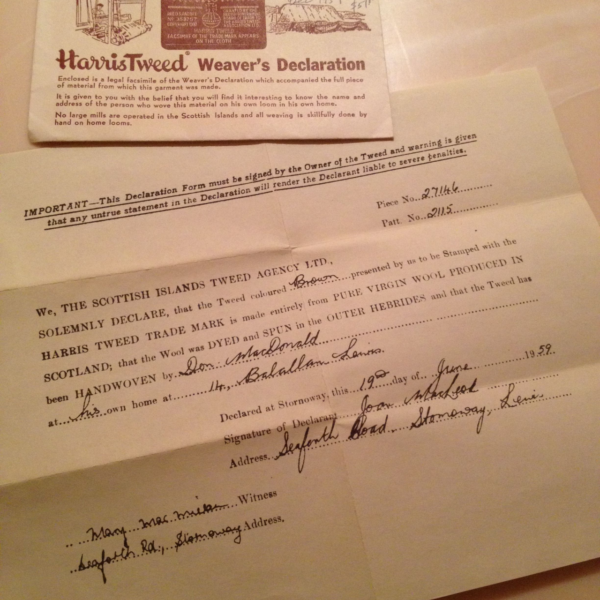 Harris Tweed® Weaver's Declaration
Enclosed is a legal facsimile of the Weaver's Declaration which accompanied the full piece
of material from which this garment was made.
It is given to you with the belief that you will find it interesting to know the name and
address of the person who wove this material on his own loom in his own home.
No large mills are operated in the Scottish Islands and all weaving is skillfully done by
hand on home looms.
IMPORTANT—This Declaration Form must be signed by the Owner of the Tweed and warning is given
that any untrue statement in the Declaration will render the Declarant liable to severe penalties.
Piece No. 27146
Patt. No. 2115
We, THE SCOTTISH ISLANDS TWEED AGENCY LTD.,
SOLEMNLY DECLARE, that the Tweed coloured Brown presented by us to be Stamped with the
HARRIS TWEED TRADE MARK is made entirely from PURE VIRGIN WOOL PRODUCED IN
SCOTLAND; that the Wool was DYED and SPUN in the OUTER HEBRIDES and that the Tweed has
been HANDWOVEN by Don MacDonald
at his own home at 14, Balallan Lewis.
Declared at Stornoway, this 19th day of June 1959.
Signature of Declarant Joan MacLeod
Address Seaforth Road, Stornoway, Lewis
Mary Mac Witness
Seaforth Rd., Stornoway Address.